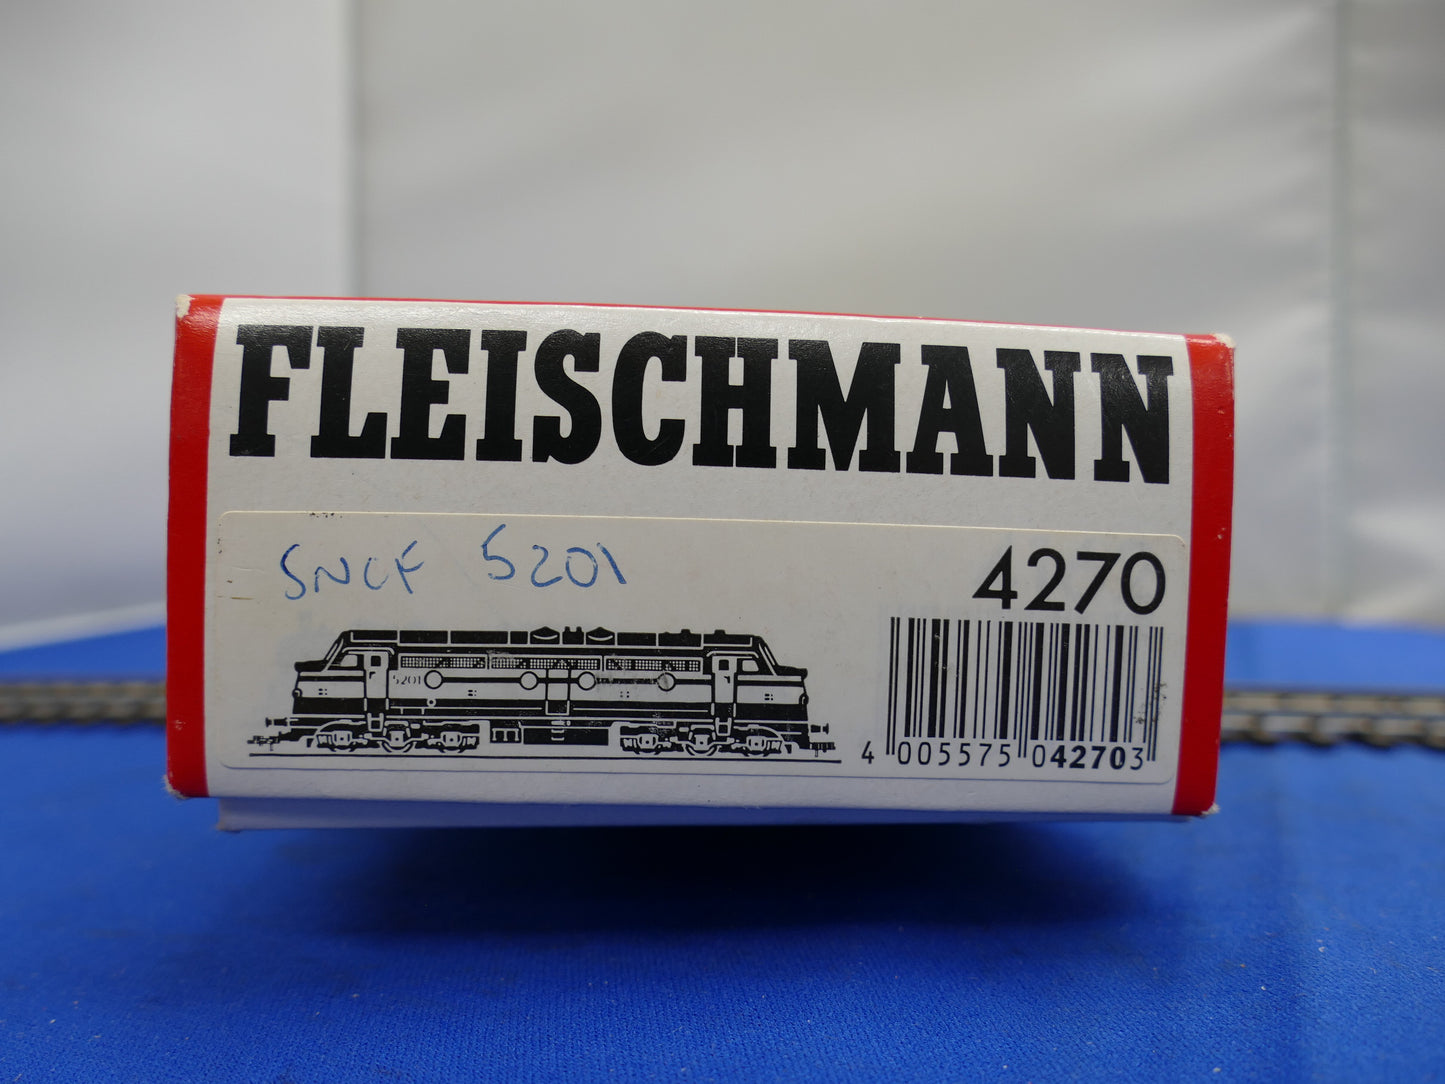 FLEISCHMANN
SNCF 5201
4270
5201
4 005575 042703